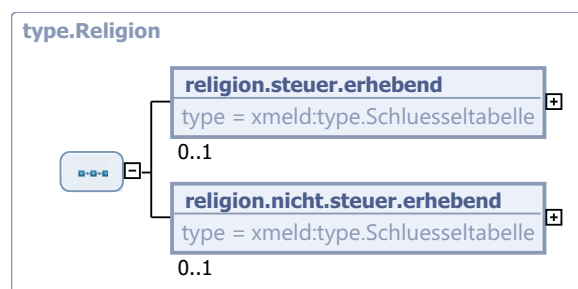 type.Religion
religion.steuer.erhebend
type = xmeld:type.Schluesseltabelle
0..1
religion.nicht.steuer.erhebend
type = xmeld:type.Schluesseltabelle
0..1